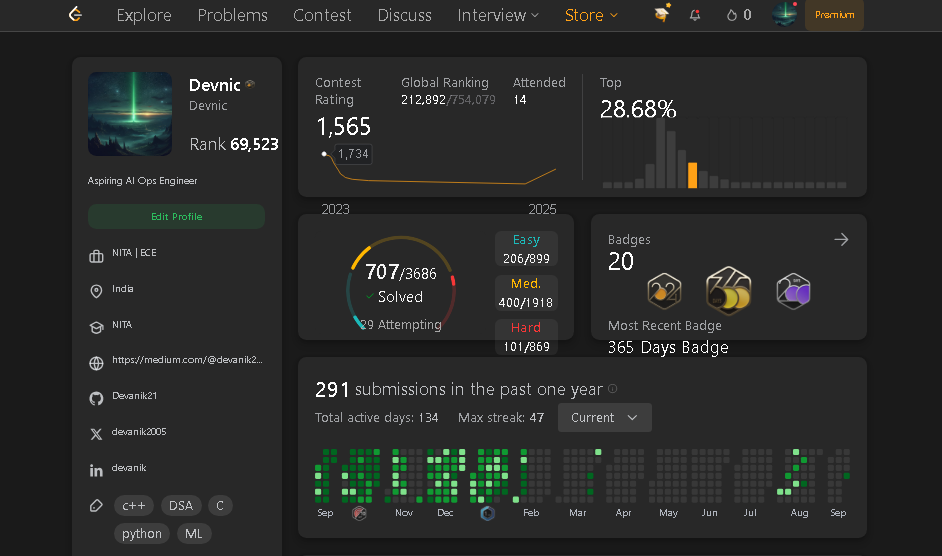 Explore Problems Contest Discuss Interview Store 0 Premium
Devnic
Devnic
Rank 69,523
Aspiring AI Ops Engineer
Edit Profile
NITA | ECE
India
NITA
https://medium.com/@devanik2...
Devanik21
devanik2005
devanik
c++ DSA C
python ML
Contest Rating
1,565
Global Ranking
212,892/754,079
Attended
14
1,734
2023 2025
Top
28.68%
707/3686
Solved
29 Attempting
Easy
206/899
Med.
400/1918
Hard
101/869
Badges
20
Most Recent Badge
365 Days Badge
291 submissions in the past one year
Total active days: 134 Max streak: 47 Current
Sep Nov Dec Feb Mar Apr May Jun Jul Aug Sep